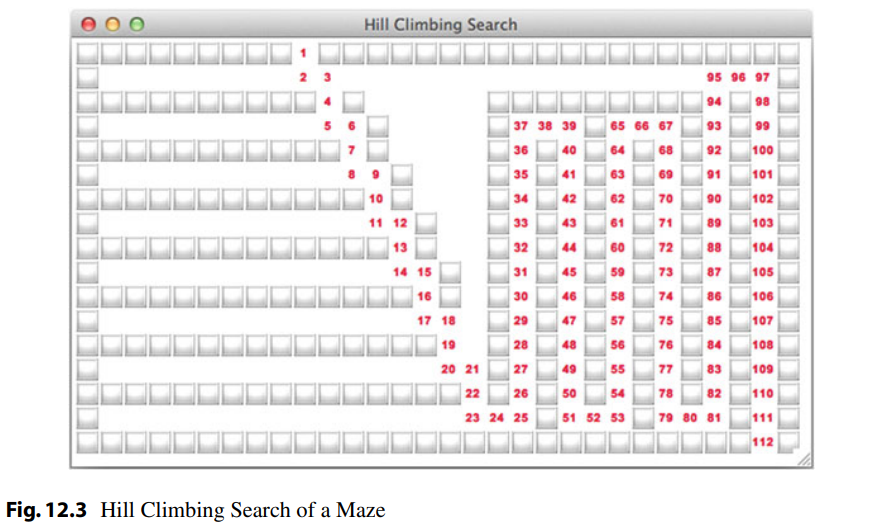 Hill Climbing Search
1
2 3 95 96 97
4 94 98
5 6 37 38 39 65 66 67 93 99
7 36 40 64 68 92 100
8 9 35 41 63 69 91 101
10 34 42 62 70 90 102
11 12 33 43 61 71 89 103
13 32 44 60 72 88 104
14 15 31 45 59 73 87 105
16 30 46 58 74 86 106
17 18 29 47 57 75 85 107
19 28 48 56 76 84 108
20 21 27 49 55 77 83 109
22 26 50 54 78 82 110
23 24 25 51 52 53 79 80 81 111
112
Fig. 12.3 Hill Climbing Search of a Maze